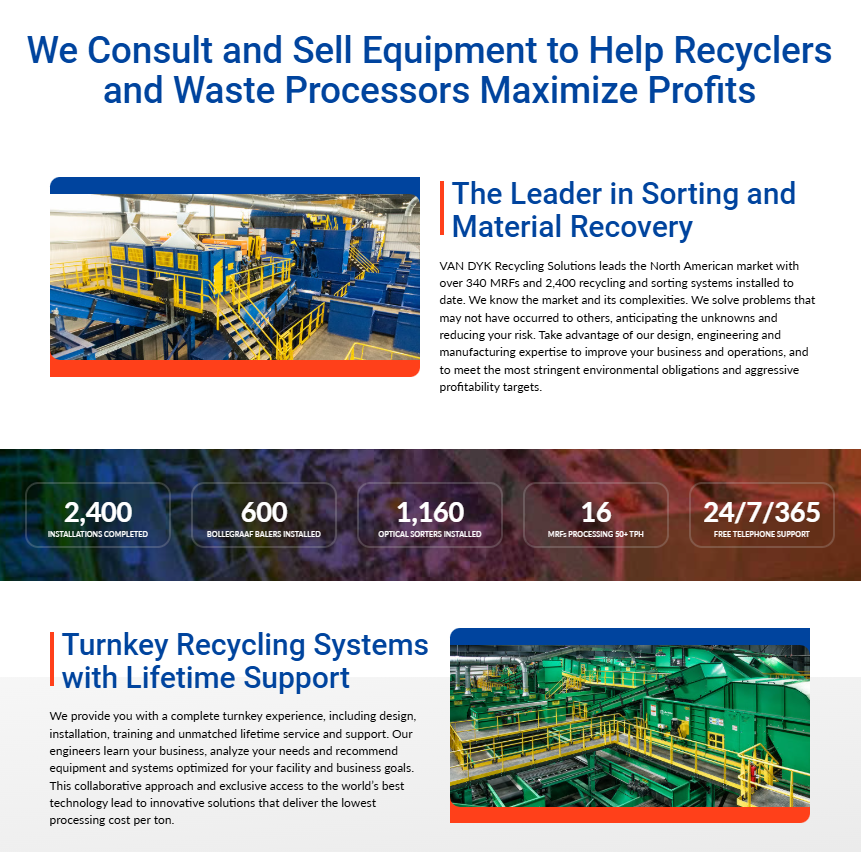 We Consult and Sell Equipment to Help Recyclers
and Waste Processors Maximize Profits
The Leader in Sorting and
Material Recovery
VAN DYK Recycling Solutions leads the North American market with
over 340 MRFs and 2,400 recycling and sorting systems installed to
date. We know the market and its complexities. We solve problems that
may not have occurred to others, anticipating the unknowns and
reducing your risk. Take advantage of our design, engineering and
manufacturing expertise to improve your business and operations, and
to meet the most stringent environmental obligations and aggressive
profitability targets.
2,400
INSTALLATIONS COMPLETED
600
BOLLEGRAAF BALERS INSTALLED
1,160
OPTICAL SORTERS INSTALLED
16
MRFs PROCESSING 50+ TPH
24/7/365
FREE TELEPHONE SUPPORT
Turnkey Recycling Systems
with Lifetime Support
We provide you with a complete turnkey experience, including design,
installation, training and unmatched lifetime service and support. Our
engineers learn your business, analyze your needs and recommend
equipment and systems optimized for your facility and business goals.
This collaborative approach and exclusive access to the world’s best
technology lead to innovative solutions that deliver the lowest
processing cost per ton.